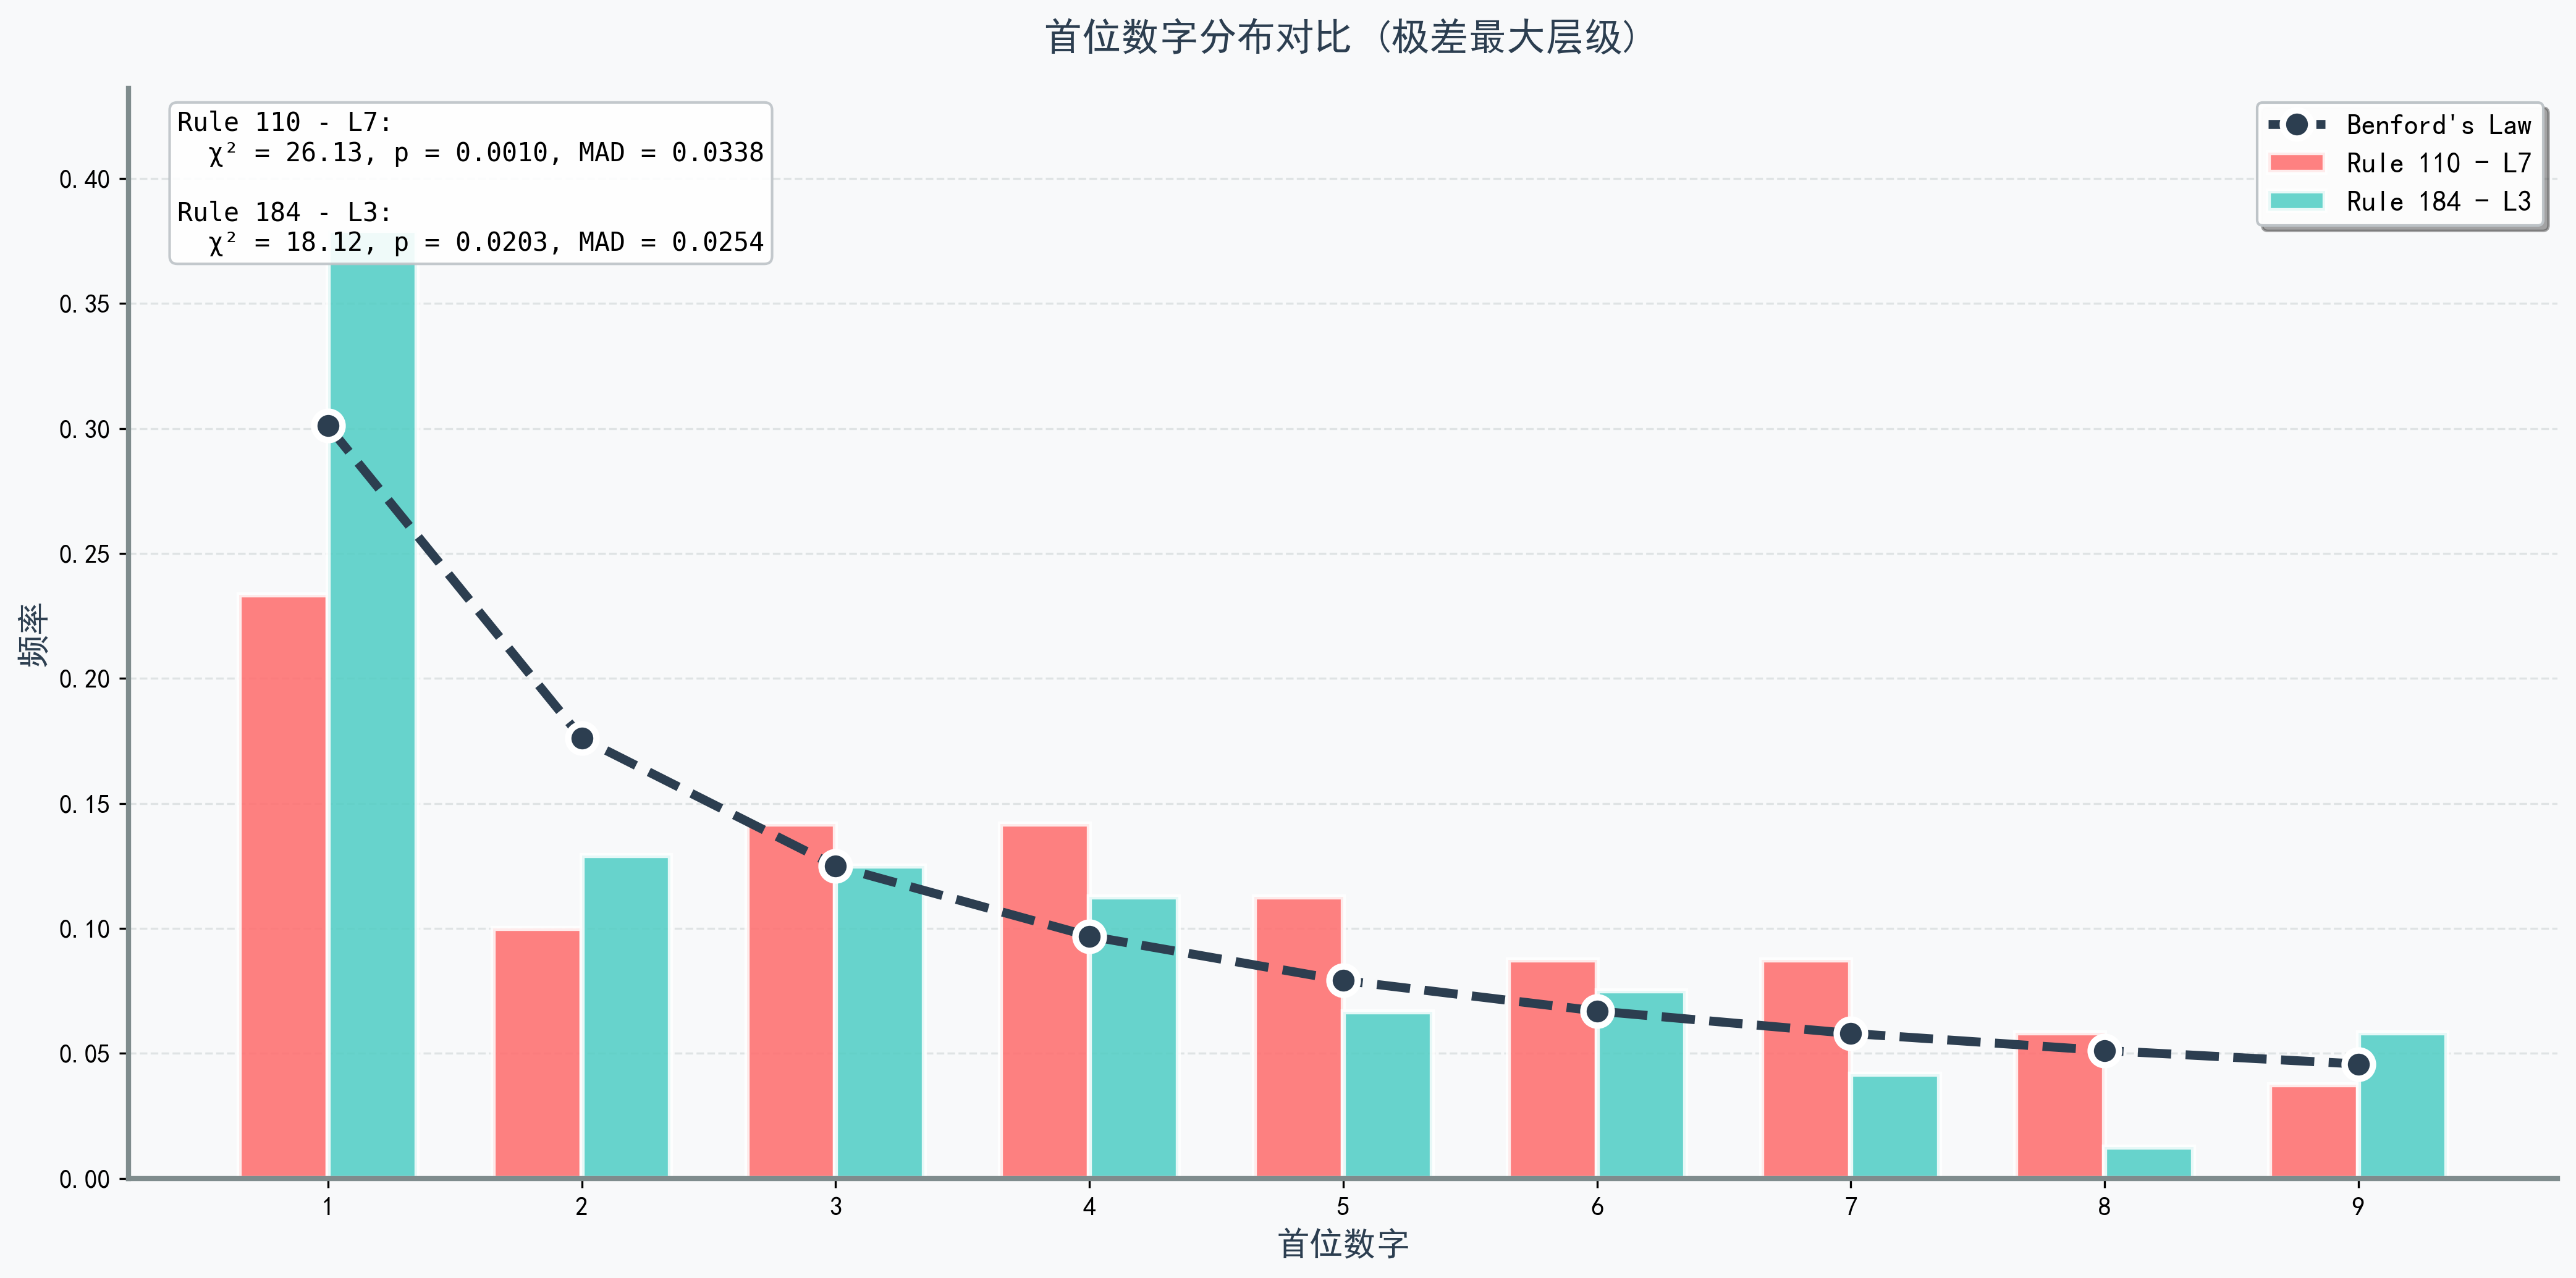 首位数字分布对比 (极差最大层级)
Rule 110 - L7:
χ² = 26.13, p = 0.0010, MAD = 0.0338
Rule 184 - L3:
χ² = 18.12, p = 0.0203, MAD = 0.0254
Benford's Law
Rule 110 - L7
Rule 184 - L3
频率
0.40
0.35
0.30
0.25
0.20
0.15
0.10
0.05
0.00
1 2 3 4 5 6 7 8 9
首位数字